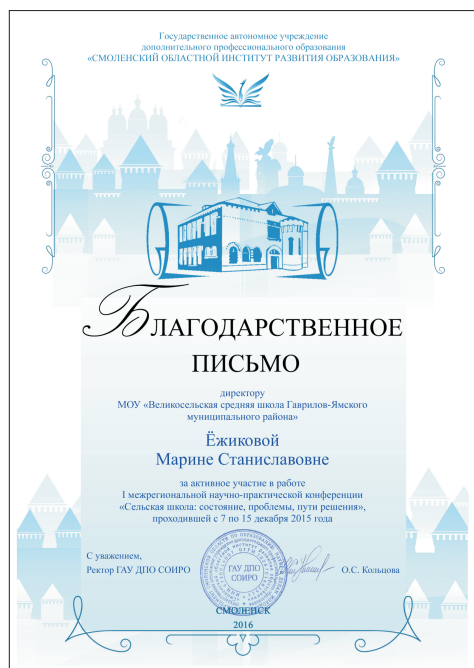 Государственное автономное учреждение
дополнительного профессионального образования
«СМОЛЕНСКИЙ ОБЛАСТНОЙ ИНСТИТУТ РАЗВИТИЯ ОБРАЗОВАНИЯ»
БЛАГОДАРСТВЕННОЕ
ПИСЬМО
директору
МОУ «Великосельская средняя школа Гаврилов-Ямского
муниципального района»
Ёжиковой
Марине Станиславовне
за активное участие в работе
I межрегиональной научно-практической конференции
«Сельская школа: состояние, проблемы, пути решения»,
проходившей с 7 по 15 декабря 2015 года
С уважением,
Ректор ГАУ ДПО СОИРО
ГАУ ДПО
СОИРО
О.С. Кольцова
СМОЛЕНСК
2016